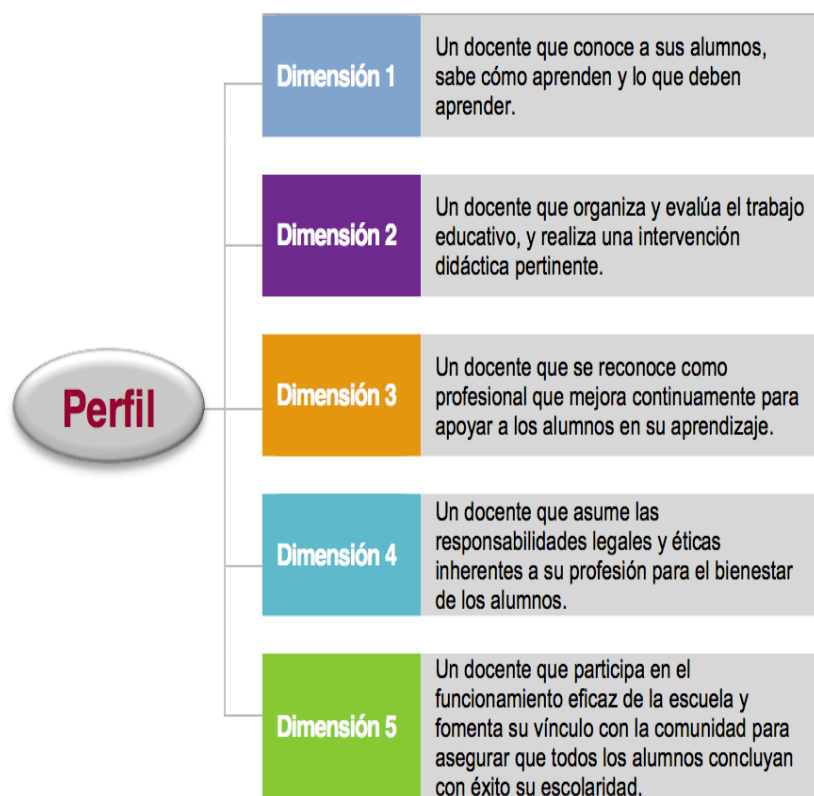 Perfil
Dimensión 1
Un docente que conoce a sus alumnos,
sabe cómo aprenden y lo que deben
aprender.
Dimensión 2
Un docente que organiza y evalúa el trabajo
educativo, y realiza una intervención
didáctica pertinente.
Dimensión 3
Un docente que se reconoce como
profesional que mejora continuamente para
apoyar a los alumnos en su aprendizaje.
Dimensión 4
Un docente que asume las
responsabilidades legales y éticas
inherentes a su profesión para el bienestar
de los alumnos.
Dimensión 5
Un docente que participa en el
funcionamiento eficaz de la escuela y
fomenta su vínculo con la comunidad para
asegurar que todos los alumnos concluyan
con éxito su escolaridad.